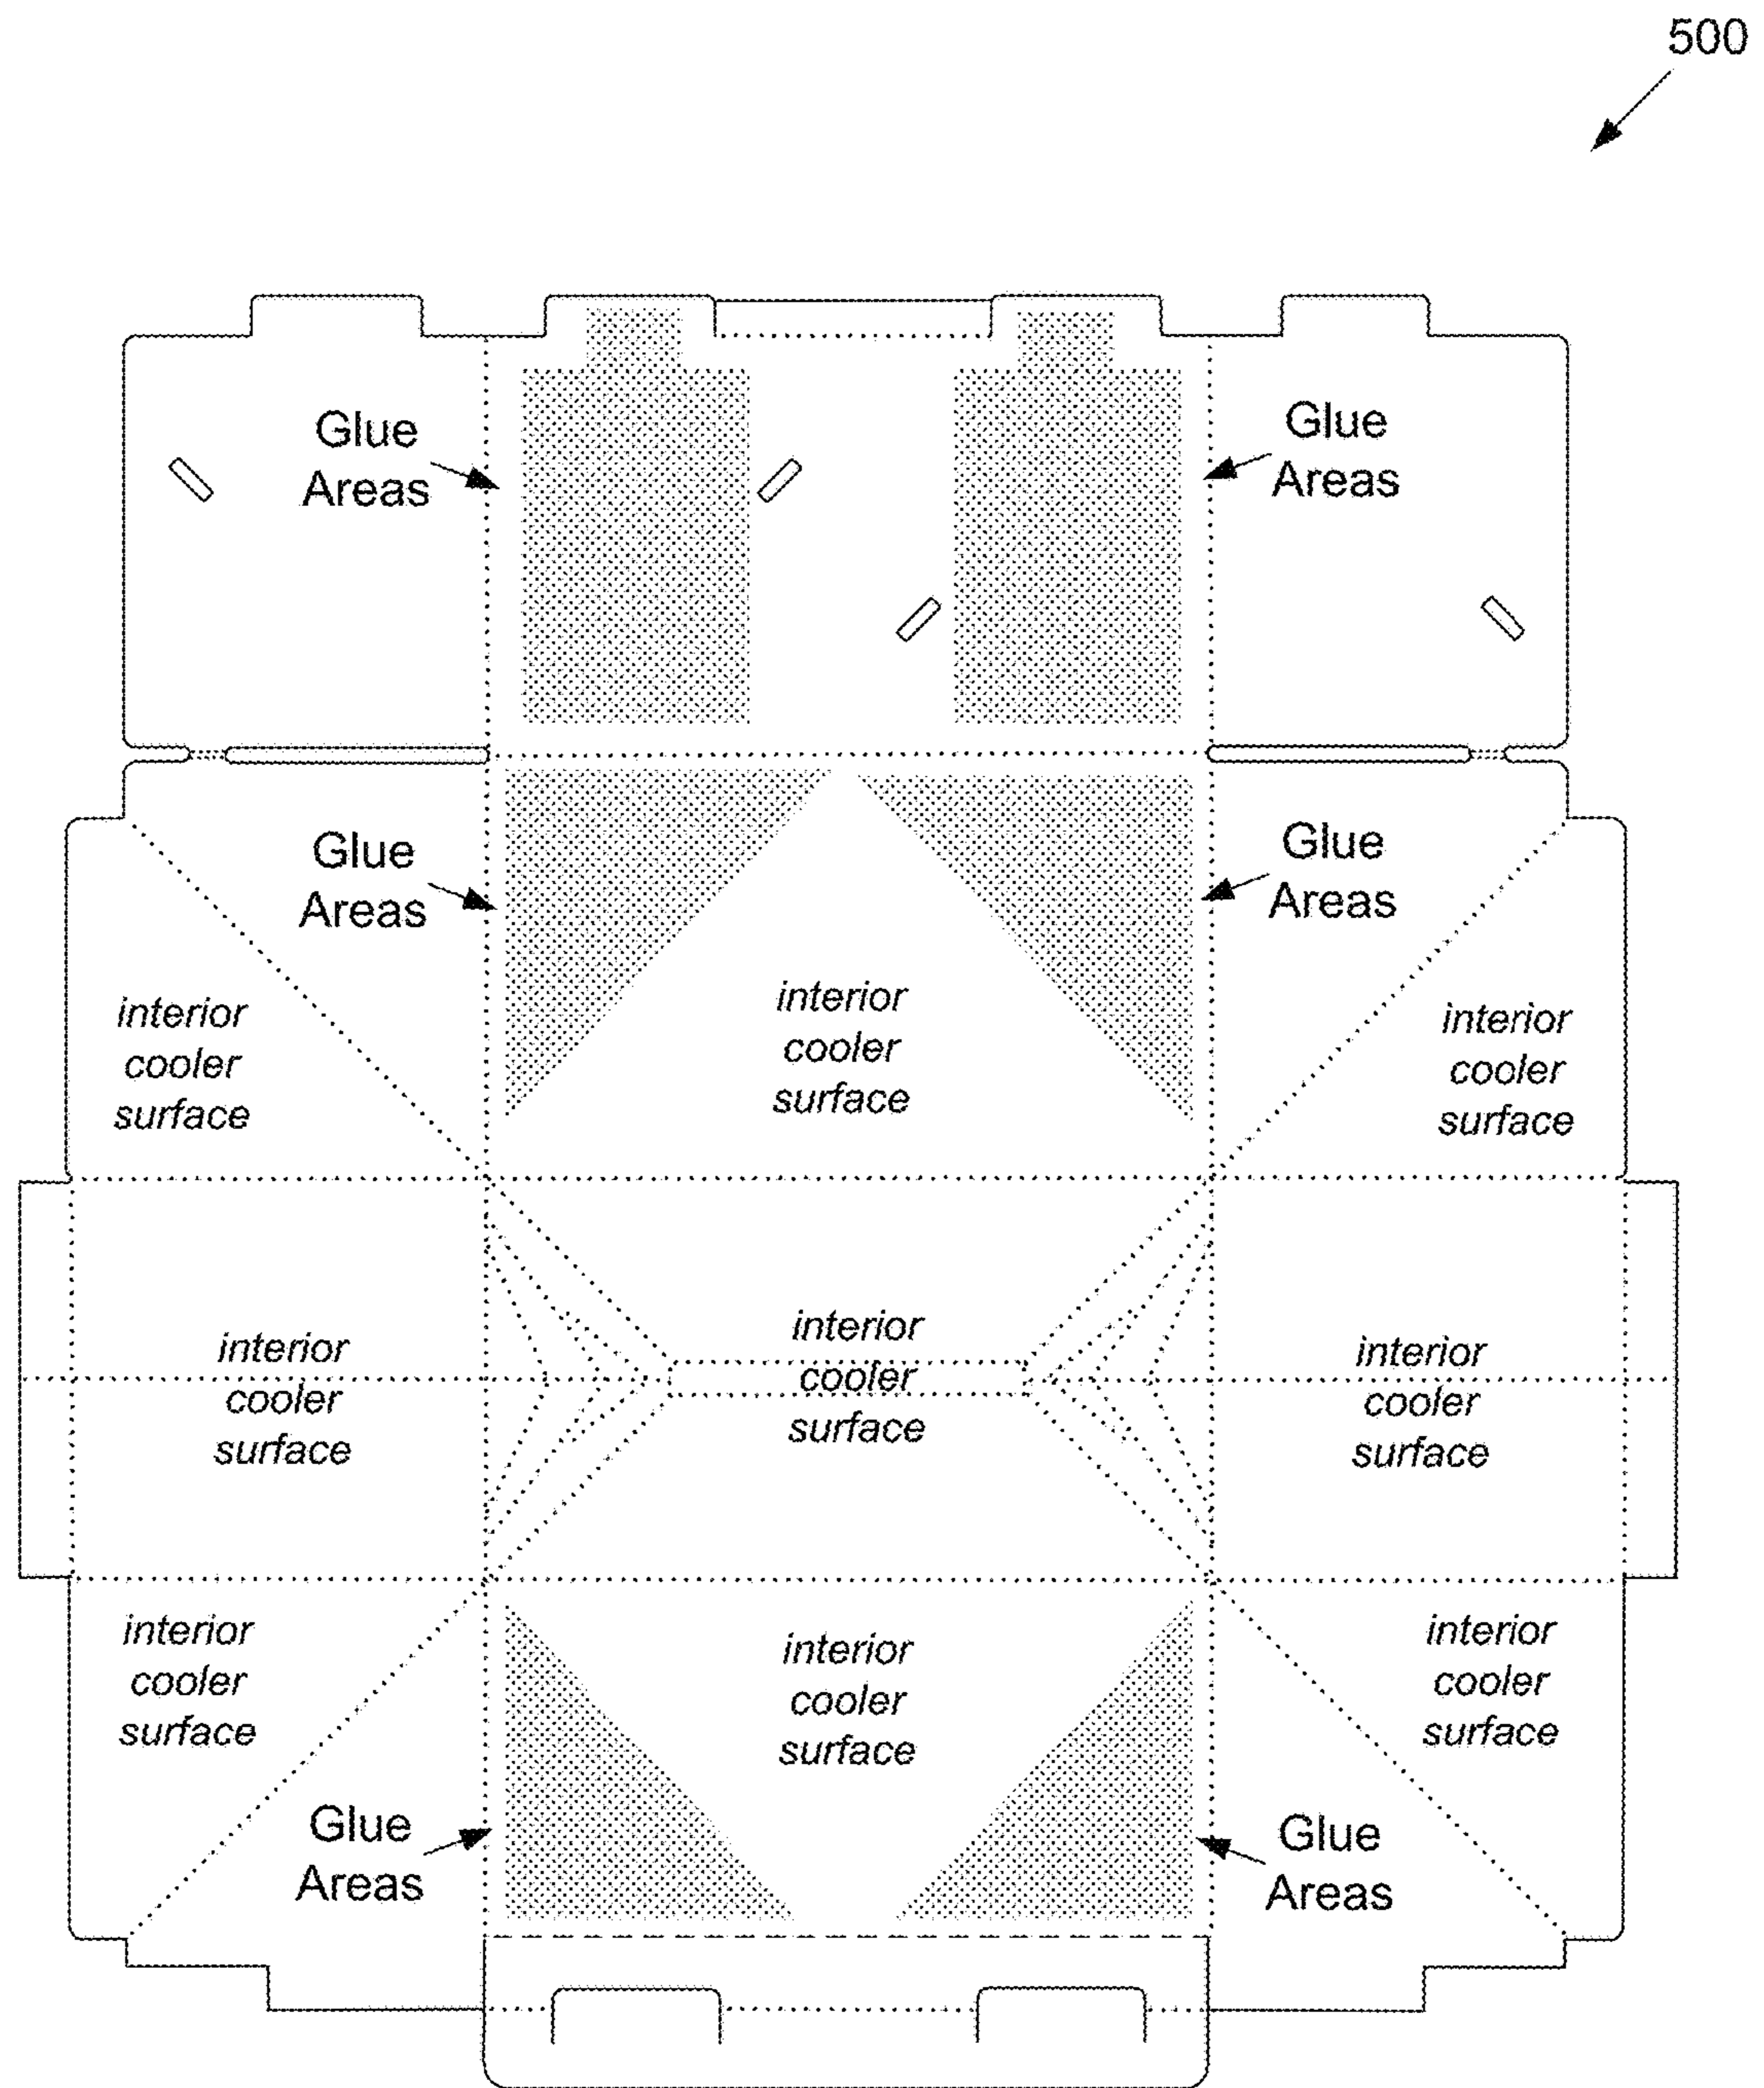 500
Glue
Areas
Glue
Areas
Glue
Areas
Glue
Areas
interior
cooler
surface
interior
cooler
surface
interior
cooler
surface
interior
cooler
surface
interior
cooler
surface
interior
cooler
surface
interior
cooler
surface
interior
cooler
surface
interior
cooler
surface
Glue
Areas
Glue
Areas